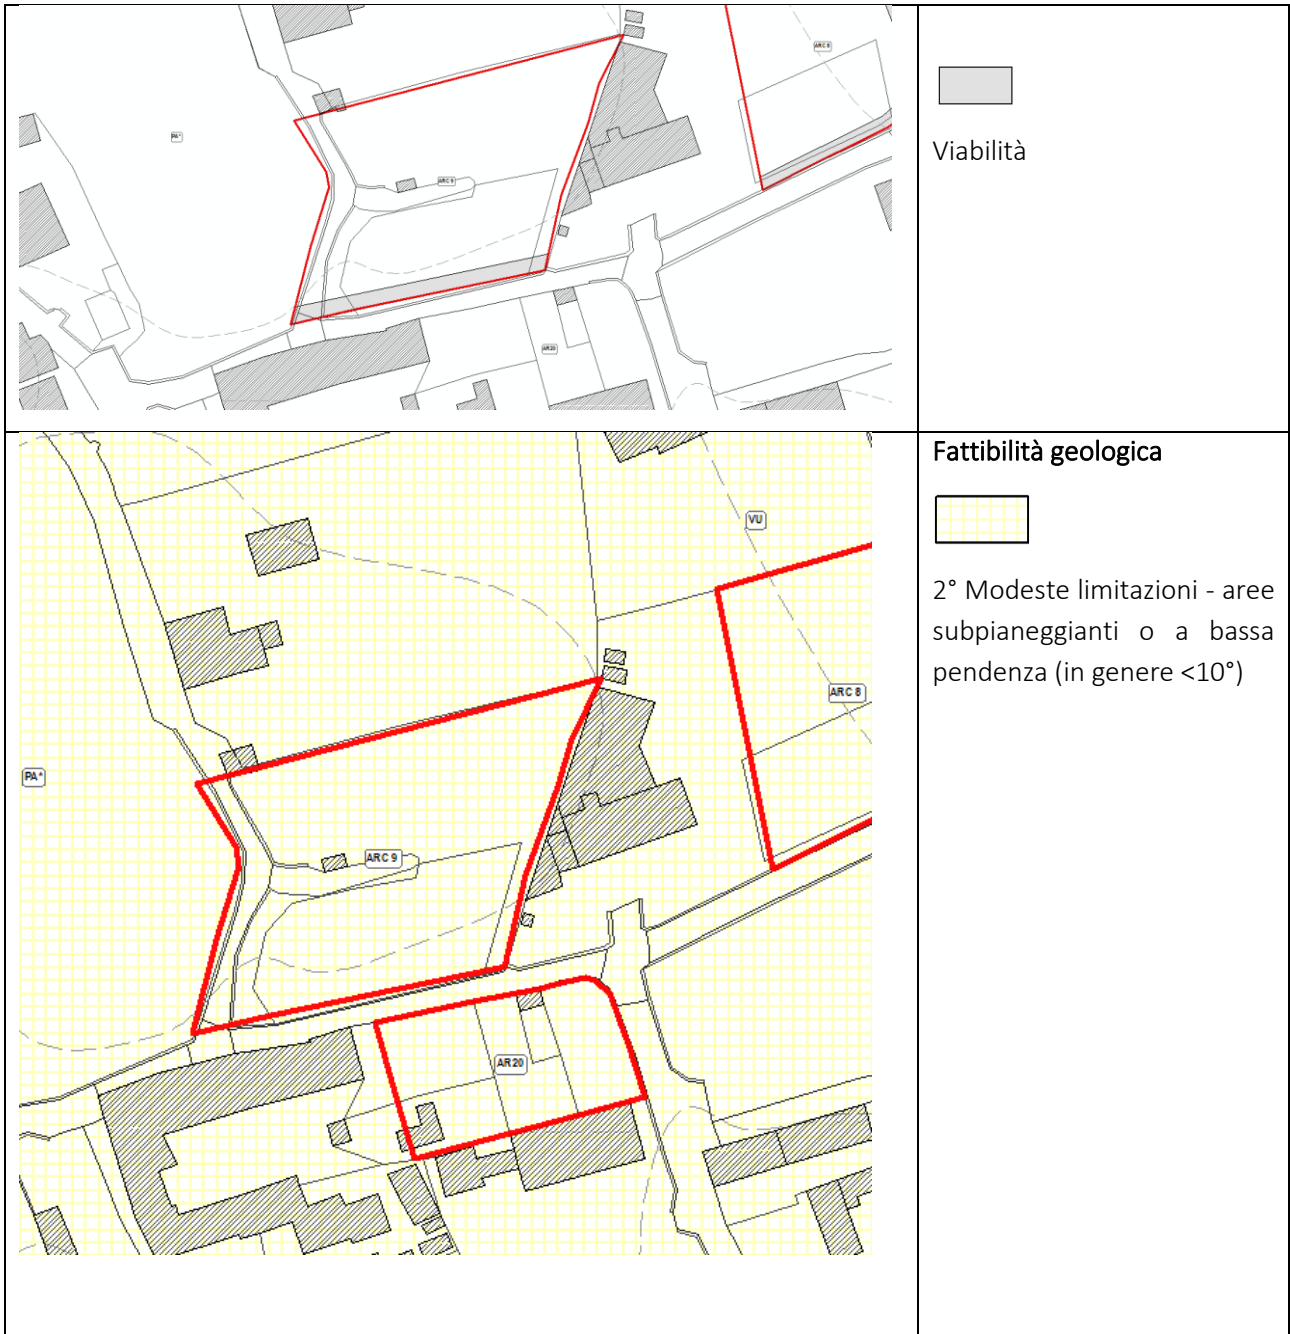 ARC 8
PA*
ARC 9
AR20
Viabilità
Fattibilità geologica
2° Modeste limitazioni - aree
subpianeggianti o a bassa
pendenza (in genere <10°)
VU
ARC 8
PA*
ARC 9
AR20